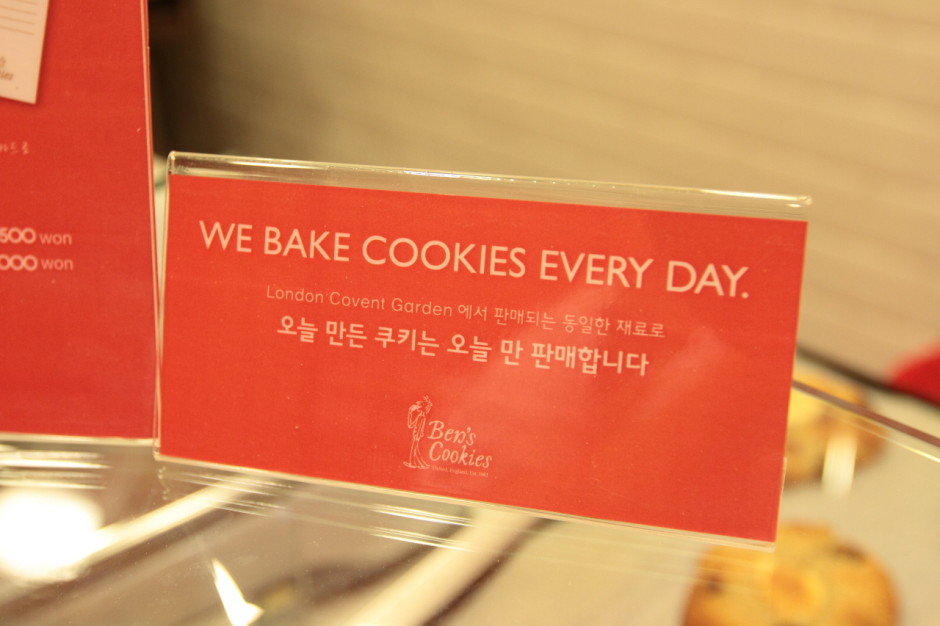 500 won
000 won
WE BAKE COOKIES EVERY DAY.
London Covent Garden 에서 판매되는 동일한 재료로
오늘 만든 쿠키는 오늘 만 판매합니다
Ben's
Cookies